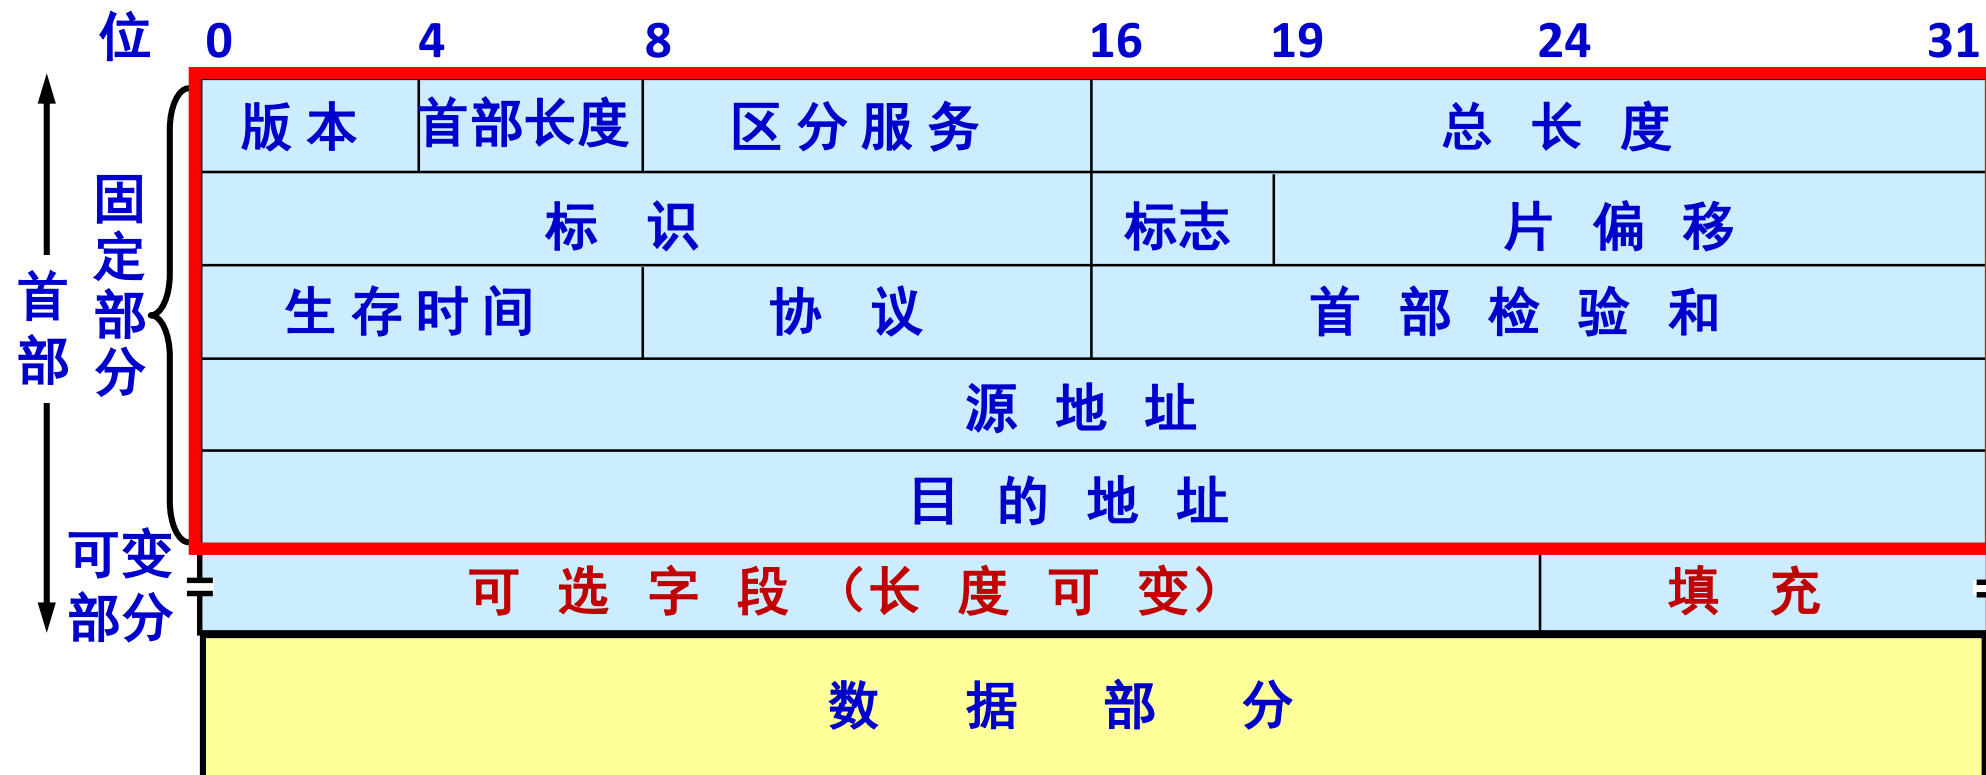 位 0 4 8 16 19 24 31
版本 首部长度 区分服务 总长度
标识 标志 片偏移
生存时间 协议 首部检验和
源地址
目的地址
可选字段（长度可变） 填充
数据部分
首部
固定部分
可变
部分